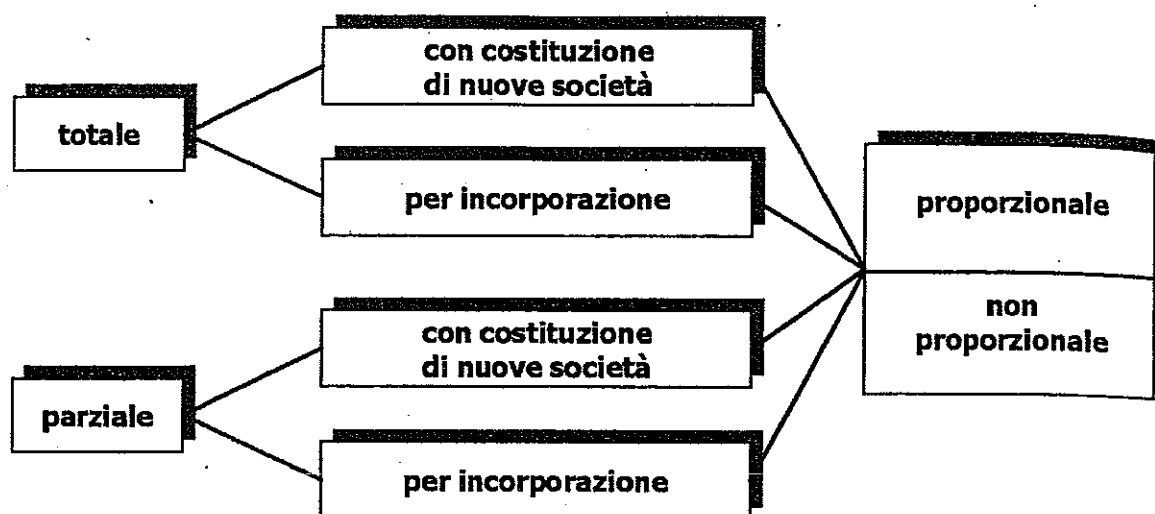 totale
con costituzione
di nuove società
per incorporazione
parziale
con costituzione
di nuove società
per incorporazione
proporzionale
non
proporzionale